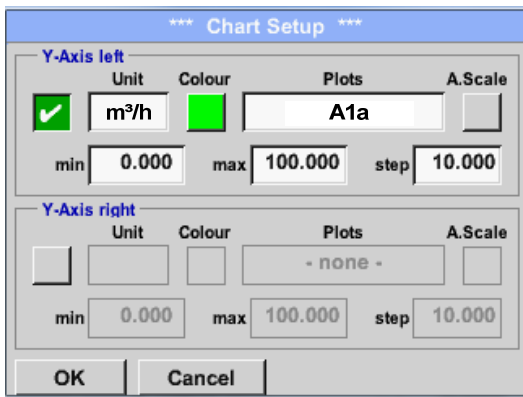 *** Chart Setup ***
Y-Axis left
Unit Colour Plots A.Scale
m³/h A1a
min 0.000 max 100.000 step 10.000
Y-Axis right
Unit Colour Plots A.Scale
- none -
min 0.000 max 100.000 step 10.000
OK Cancel